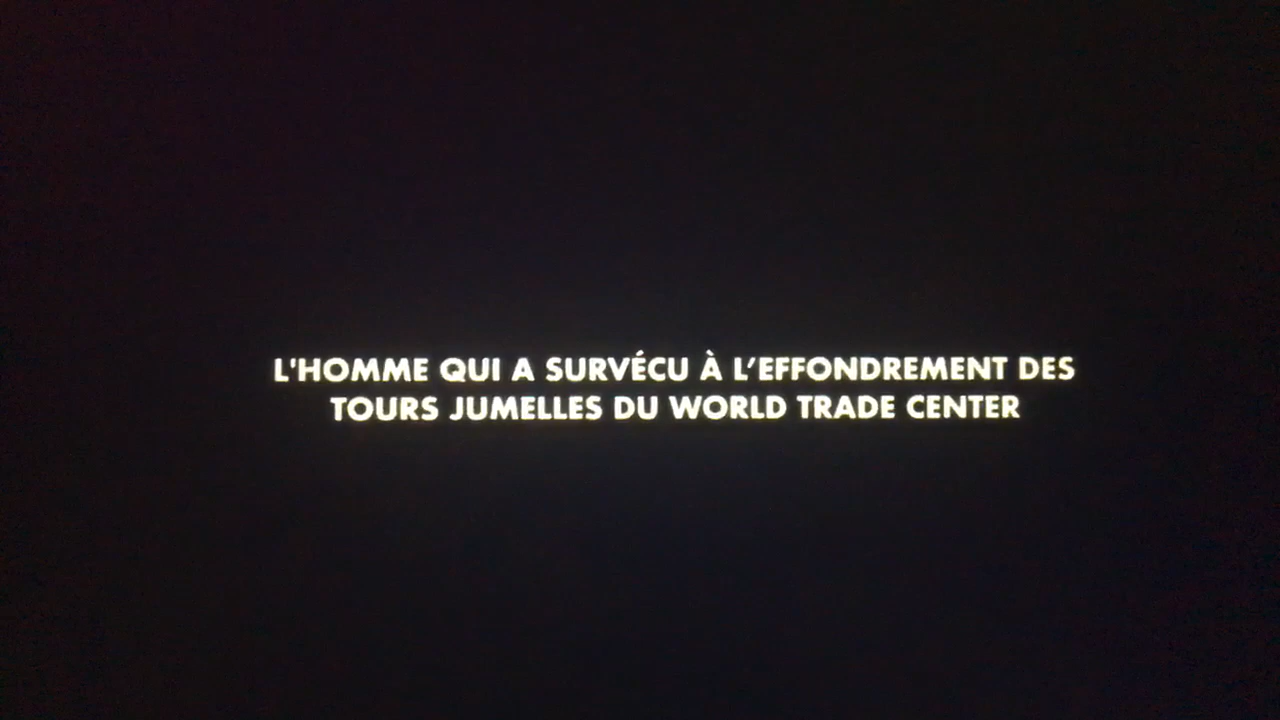 L'HOMME QUI A SURVÉCU À L’EFFONDREMENT DES
TOURS JUMELLES DU WORLD TRADE CENTER